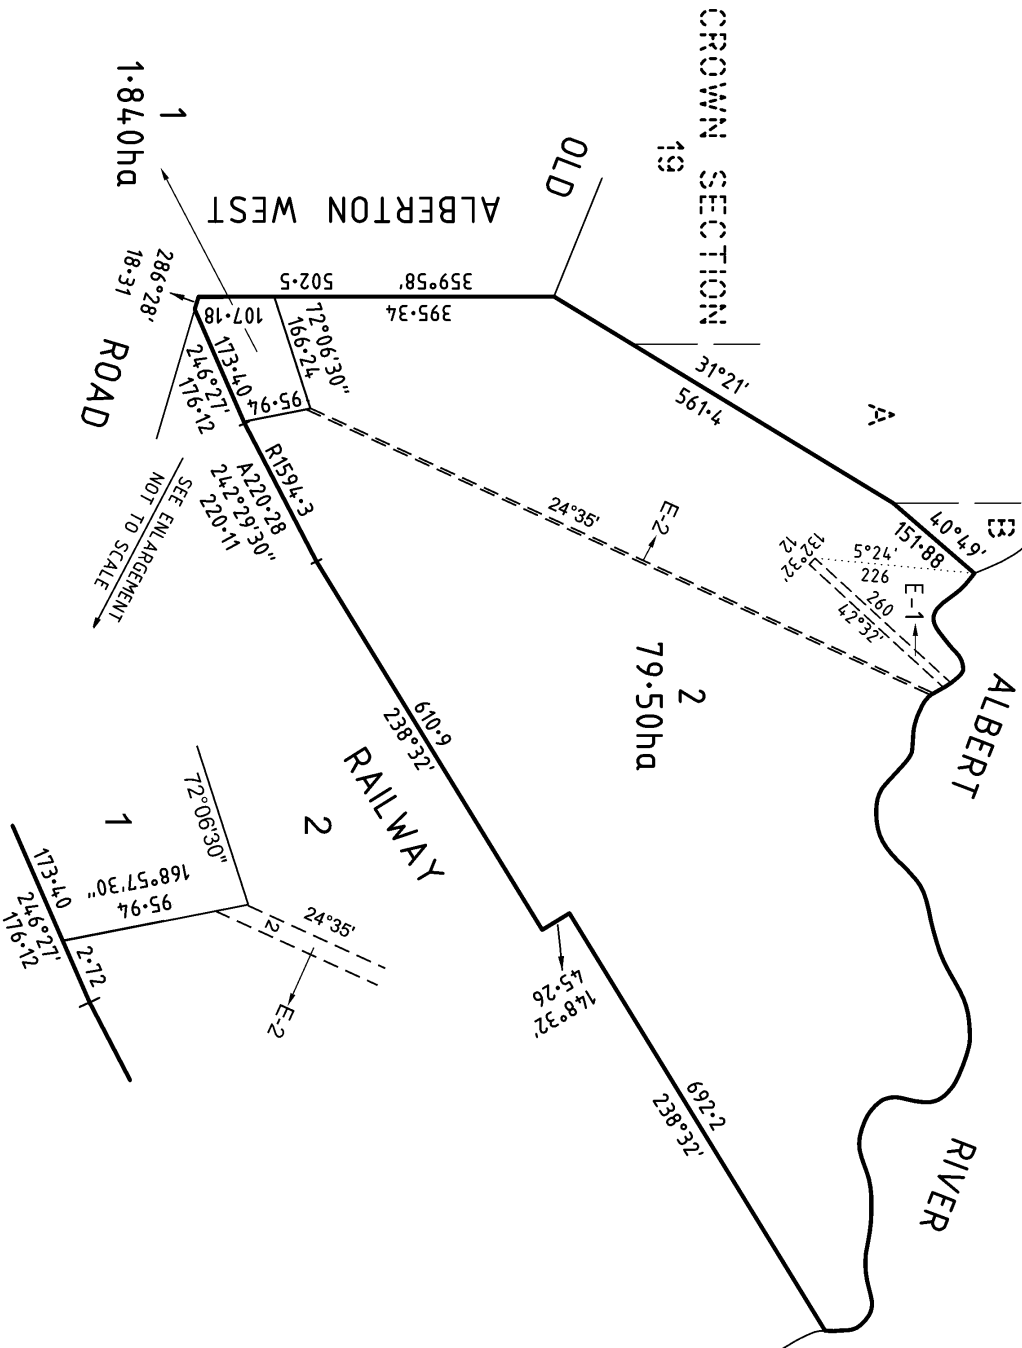 CROWN SECTION
19
OLD
ALBERTON WEST
ROAD
1
1·840ha
286°28'
18·31
359°58'
502·5
395·34
107·18
72°06'30"
166·24
95·94
173·40
246°27'
176·12
R1594·3
A220·28
242°29'30"
220·11
SEE ENLARGEMENT
NOT TO SCALE
31°21'
561·4
A
B
40°49'
151·88
5°24'
226
132°32'
12
260
42°32'
E-1
24°35'
E-2
2
79·50ha
ALBERT
RIVER
610·9
238°32'
RAILWAY
148°32'
45·26
692·2
238°32'
1
2
72°06'30"
168°57'30"
95·94
173·40
246°27'
176·12
2·72
2
24°35'
E-2